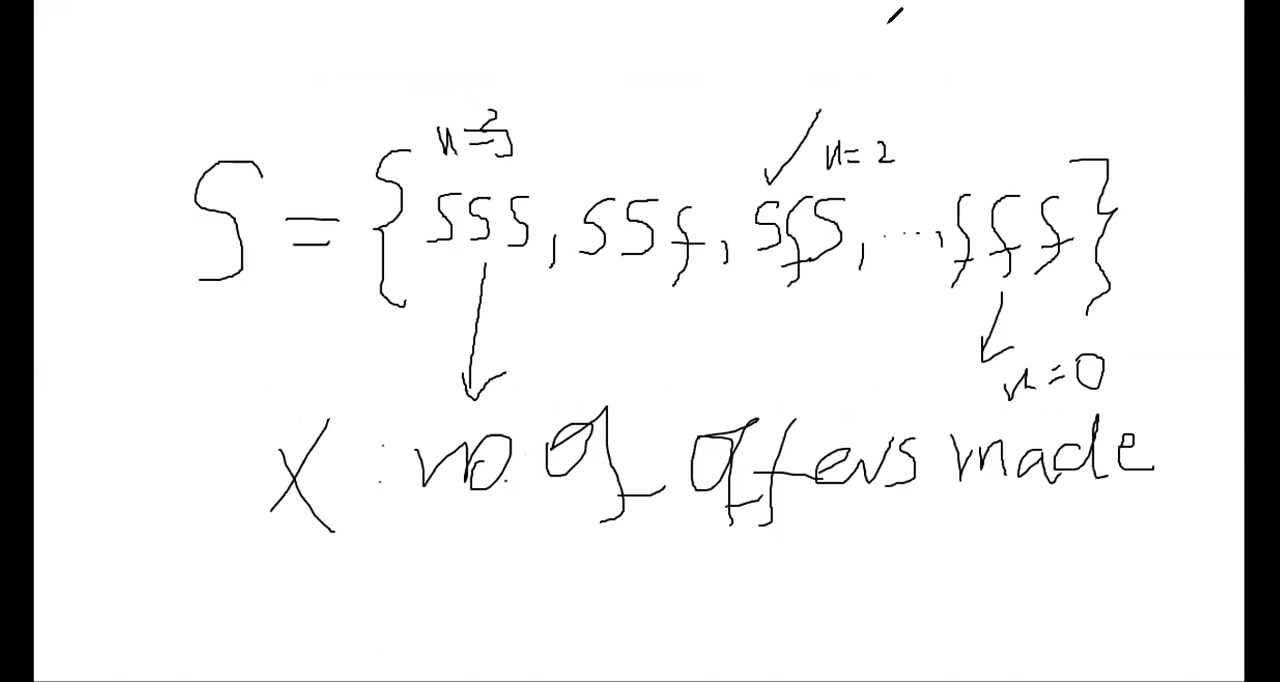 x=3 x=2
S = {SSS, SSf, SfS, ..., fff}
x=0
X : no. of offers made